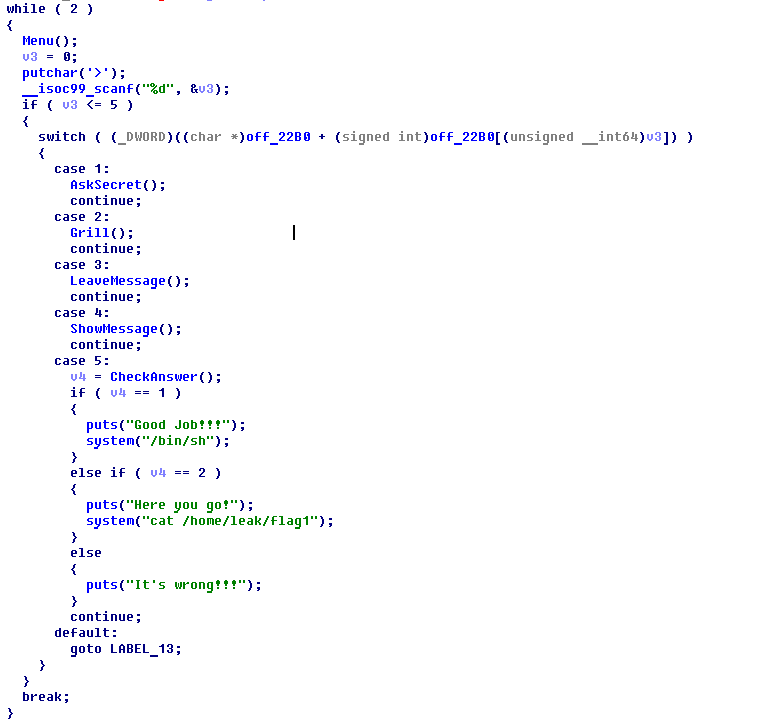 while ( 2 )
{
  Menu();
  v3 = 0;
  putchar('>');
  __isoc99_scanf("%d", &v3);
  if ( v3 <= 5 )
  {
    switch ( (_DWORD)((char *)off_22B0 + (signed int)off_22B0[(unsigned __int64)v3]) )
    {
      case 1:
        AskSecret();
        continue;
      case 2:
        Grill();
        continue;
      case 3:
        LeaveMessage();
        continue;
      case 4:
        ShowMessage();
        continue;
      case 5:
        v4 = CheckAnswer();
        if ( v4 == 1 )
        {
          puts("Good Job!!!");
          system("/bin/sh");
        }
        else if ( v4 == 2 )
        {
          puts("Here you go!");
          system("cat /home/leak/flag1");
        }
        else
        {
          puts("It's wrong!!!");
        }
        continue;
      default:
        goto LABEL_13;
    }
  }
  break;
}